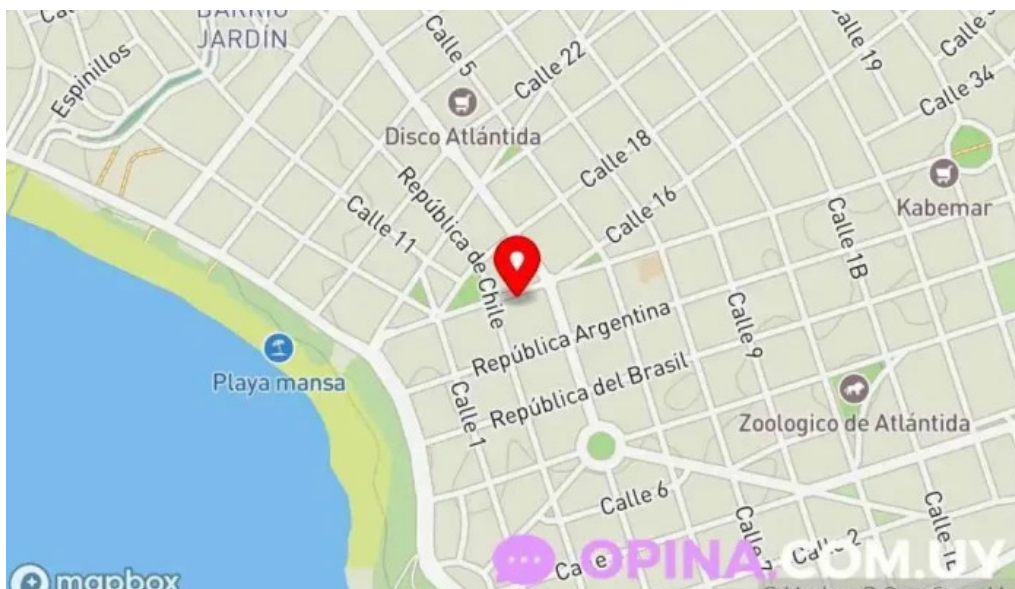 BARRIO
JARDÍN
Espinillos
Calle 5
Calle 22
Disco Atlántida
Calle 19
Calle 34
Calle 18
República de Chile
Calle 11
Calle 16
Kabemar
Calle 1B
República Argentina
Calle 9
Playa mansa
República del Brasil
Calle 1
Zoologico de Atlántida
Calle 6
Calle 7
Calle 2
OPINA.COM.UY
mapbox